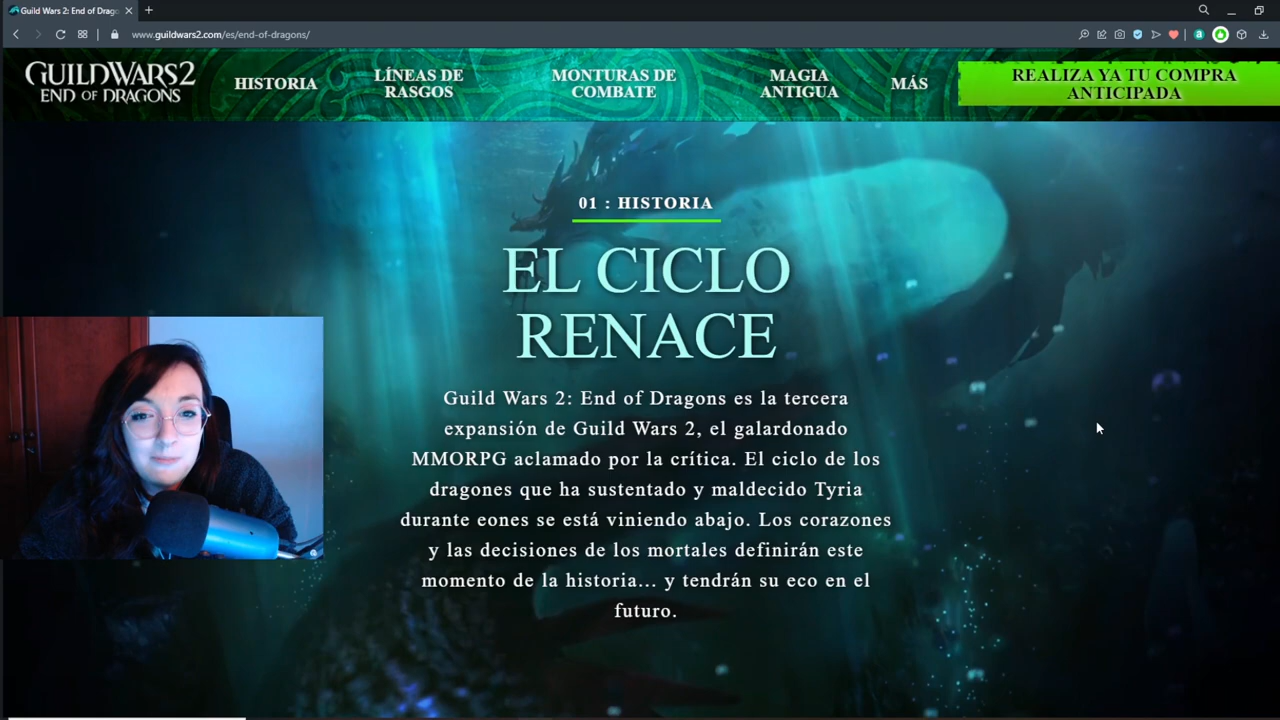 Guild Wars 2: End of Drago
www.guildwars2.com/es/end-of-dragons/
GUILD WARS 2
END OF DRAGONS
HISTORIA
LÍNEAS DE
RASGOS
MONTURAS DE
COMBATE
MAGIA
ANTIGUA
MÁS
REALIZA YA TU COMPRA
ANTICIPADA
01 : HISTORIA
EL CICLO
RENACE
Guild Wars 2: End of Dragons es la tercera
expansión de Guild Wars 2, el galardonado
MMORPG aclamado por la crítica. El ciclo de los
dragones que ha sustentado y maldecido Tyria
durante eones se está viniendo abajo. Los corazones
y las decisiones de los mortales definirán este
momento de la historia... y tendrán su eco en el
futuro.